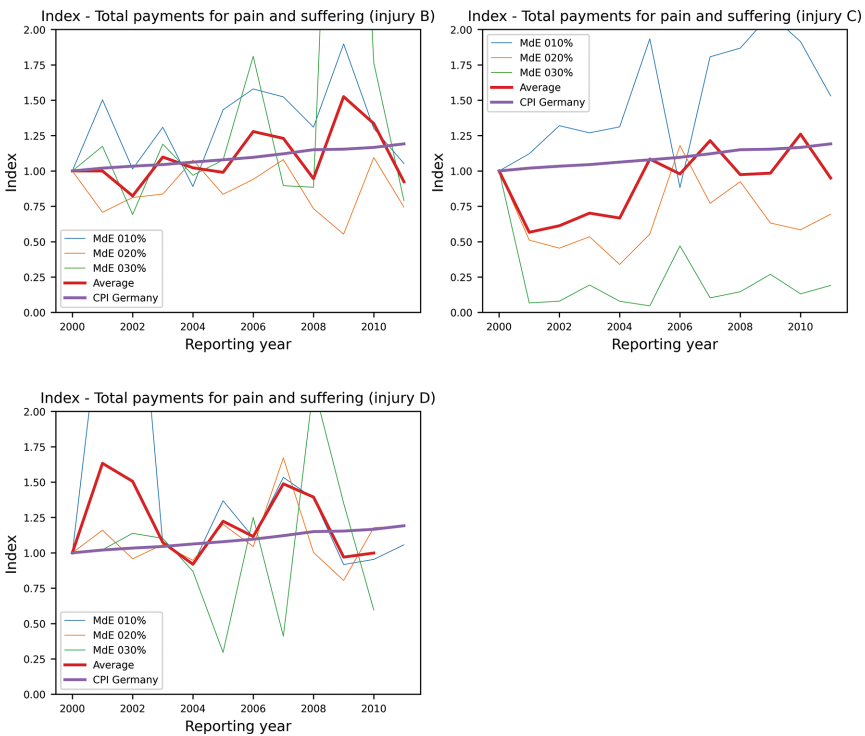 Index - Total payments for pain and suffering (injury B)
2.00
1.75
1.50
1.25
1.00
0.75
0.50
0.25
0.00
Index
MdE 010%
MdE 020%
MdE 030%
Average
CPI Germany
2000 2002 2004 2006 2008 2010
Reporting year
Index - Total payments for pain and suffering (injury C)
2.00
1.75
1.50
1.25
1.00
0.75
0.50
0.25
0.00
Index
MdE 010%
MdE 020%
MdE 030%
Average
CPI Germany
2000 2002 2004 2006 2008 2010
Reporting year
Index - Total payments for pain and suffering (injury D)
2.00
1.75
1.50
1.25
1.00
0.75
0.50
0.25
0.00
Index
MdE 010%
MdE 020%
MdE 030%
Average
CPI Germany
2000 2002 2004 2006 2008 2010
Reporting year